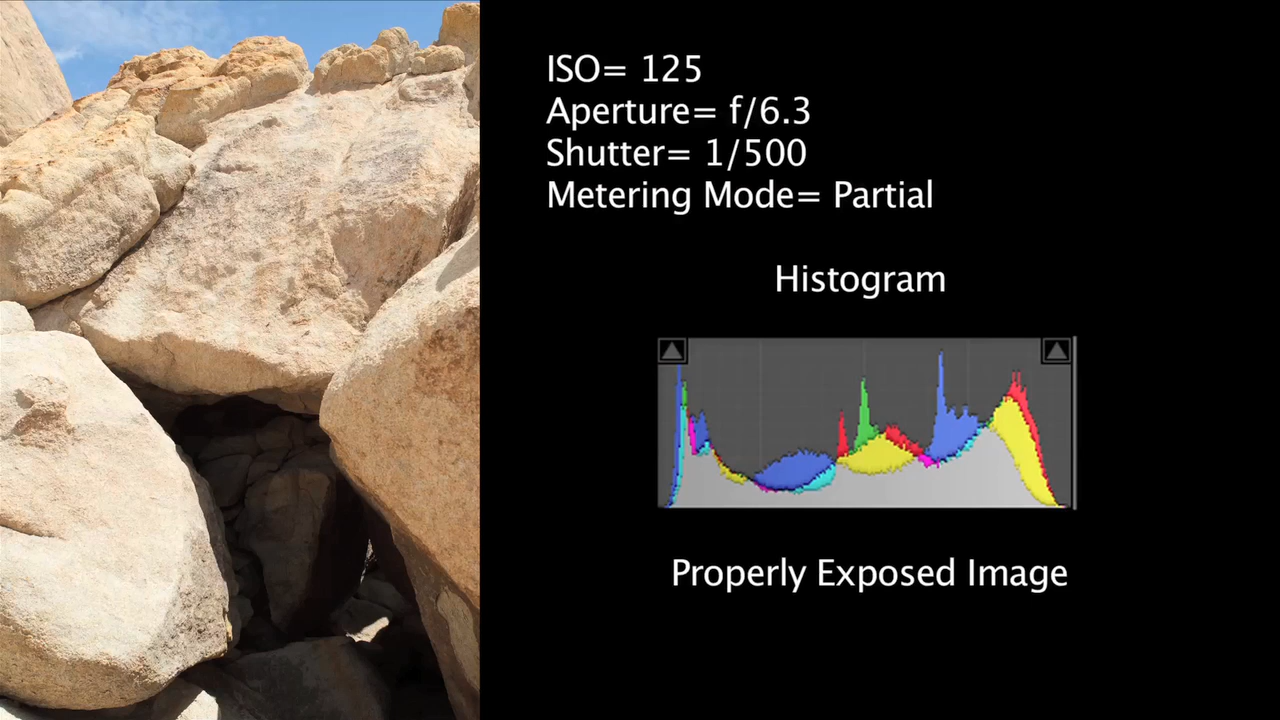 ISO= 125
Aperture= f/6.3
Shutter= 1/500
Metering Mode= Partial
Histogram
Properly Exposed Image